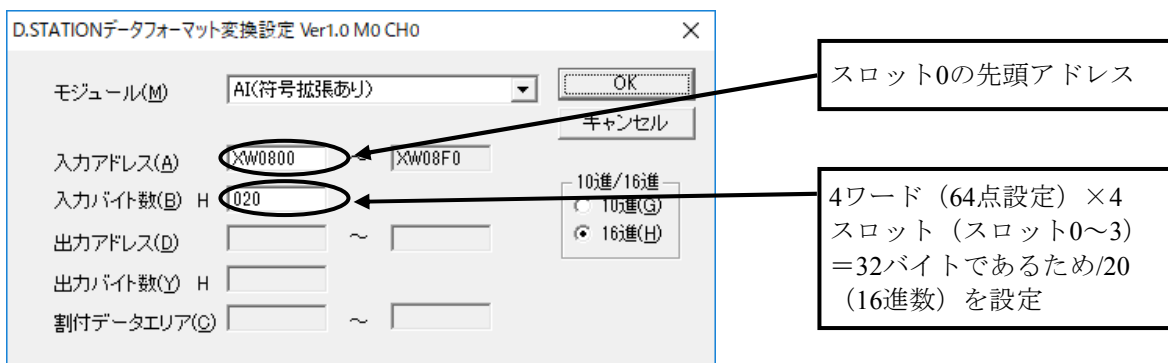 D.STATIONデータフォーマット変換設定 Ver1.0 M0 CH0
モジュール(M) AI(符号拡張あり) OK
キャンセル
スロット0の先頭アドレス
入力アドレス(A) XW0800 ～ XW08F0
入力バイト数(B) H 020
10進/16進
10進(G)
16進(H)
出力アドレス(D) ～
出力バイト数(Y) H
割付データエリア(C) ～
4ワード（64点設定）×4
スロット（スロット0～3）
＝32バイトであるため/20
（16進数）を設定